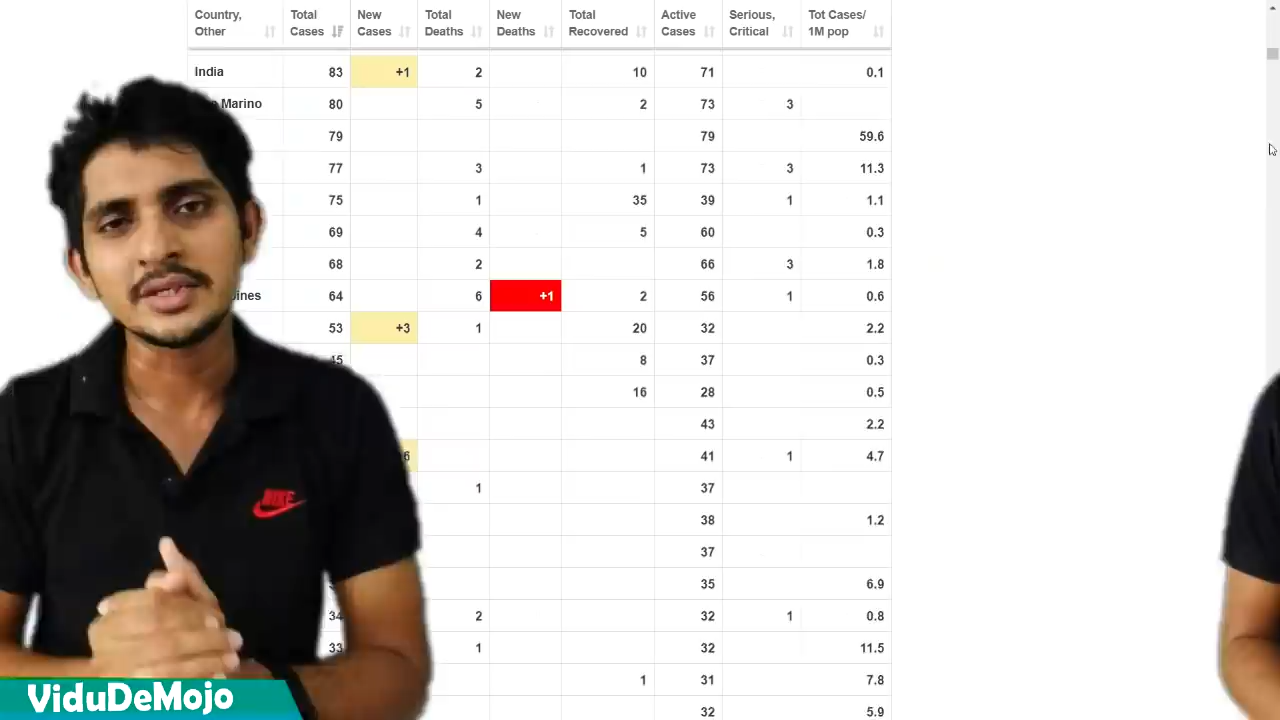 Country, Other Total Cases New Cases Total Deaths New Deaths Total Recovered Active Cases Serious, Critical Tot Cases/ 1M pop
India 83 +1 2 10 71 0.1
Marino 80 5 2 73 3
79 79 59.6
77 3 1 73 3 11.3
75 1 35 39 1 1.1
69 4 5 60 0.3
68 2 66 3 1.8
64 6 +1 2 56 1 0.6
53 +3 1 20 32 2.2
8 37 0.3
16 28 0.5
43 2.2
6 41 1 4.7
1 37
38 1.2
37
35 6.9
34 2 32 1 0.8
33 1 32 11.5
1 31 7.8
32 5.9
NIKE
ViduDeMojo